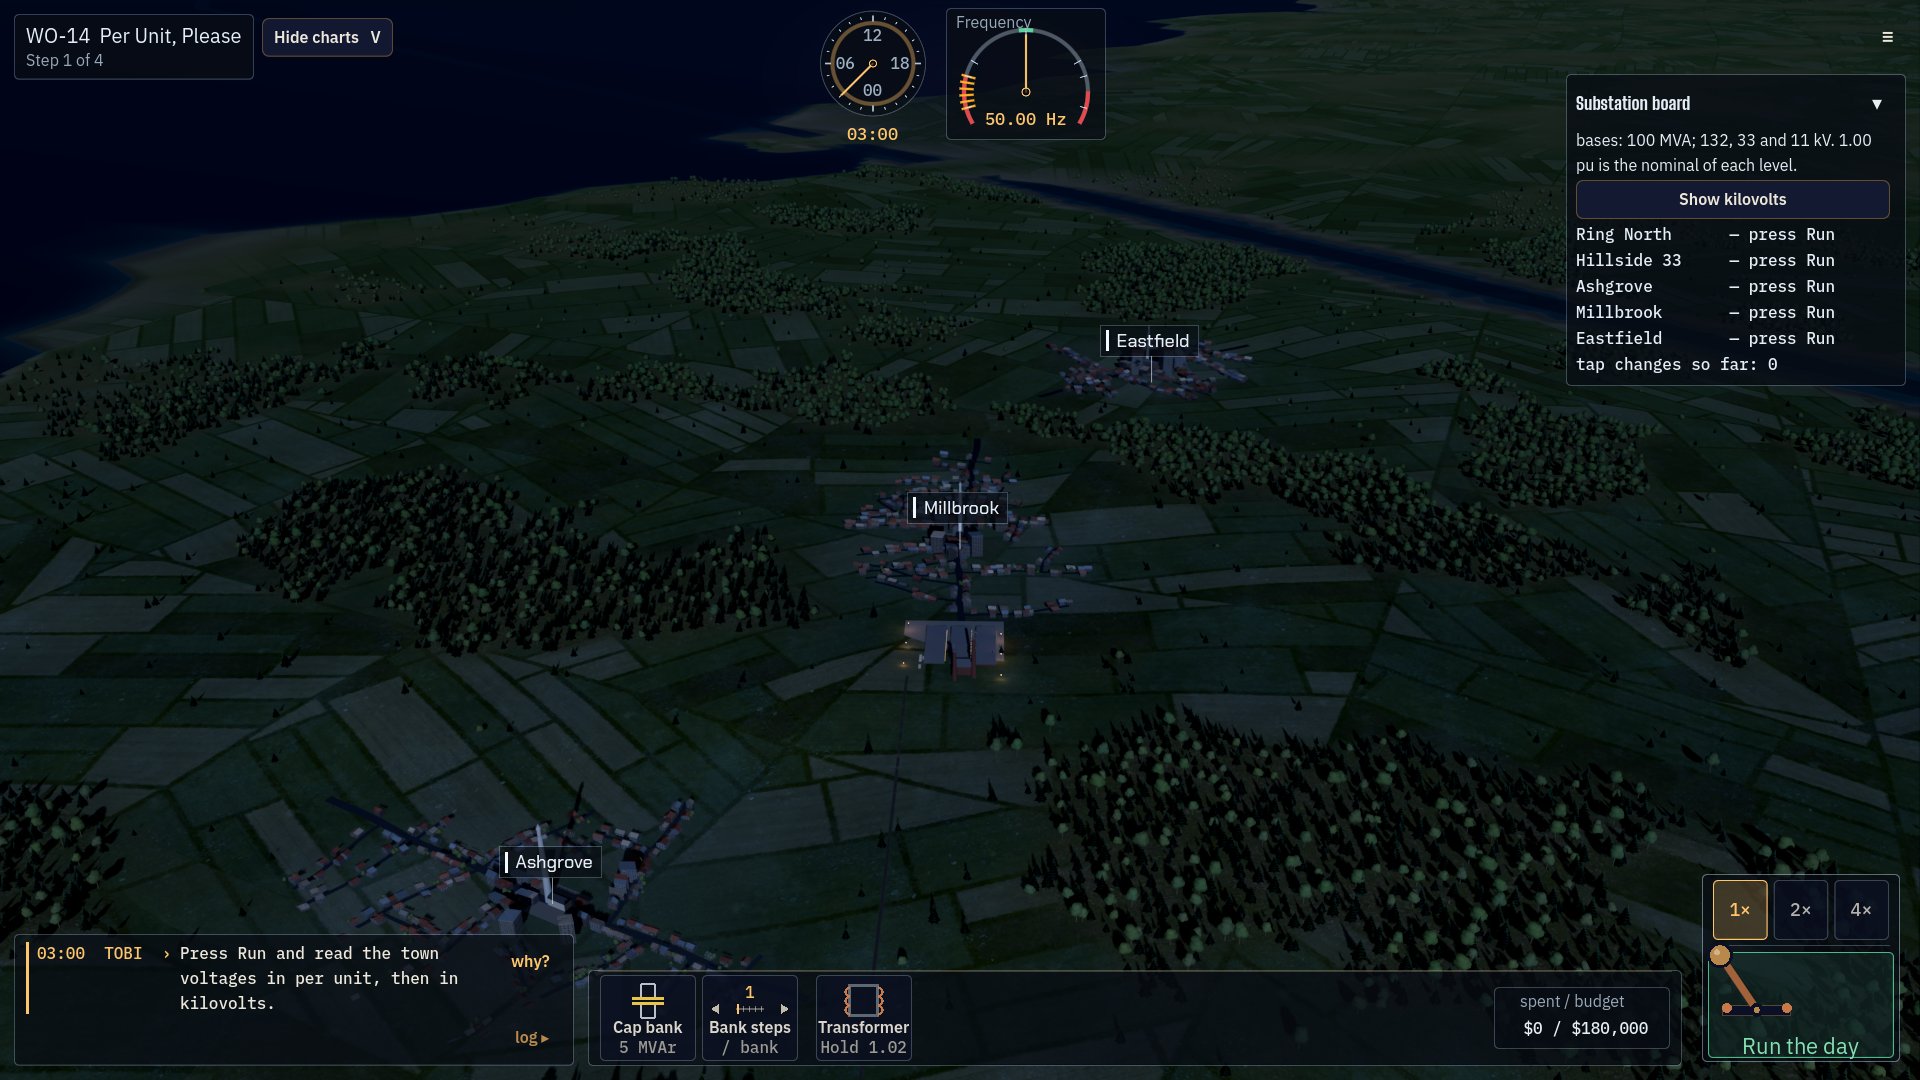 WO-14 Per Unit, Please
Step 1 of 4
Hide charts V
12
06 18
00
03:00
Frequency
50.00 Hz
≡
Substation board ▼
bases: 100 MVA; 132, 33 and 11 kV. 1.00
pu is the nominal of each level.
Show kilovolts
Ring North – press Run
Hillside 33 – press Run
Ashgrove – press Run
Millbrook – press Run
Eastfield – press Run
tap changes so far: 0
Eastfield
Millbrook
Ashgrove
03:00 TOBI › Press Run and read the town
voltages in per unit, then in
kilovolts.
why?
log ▸
Cap bank
5 MVAr
1
Bank steps
/ bank
Transformer
Hold 1.02
spent / budget
$0 / $180,000
1× 2× 4×
Run the day